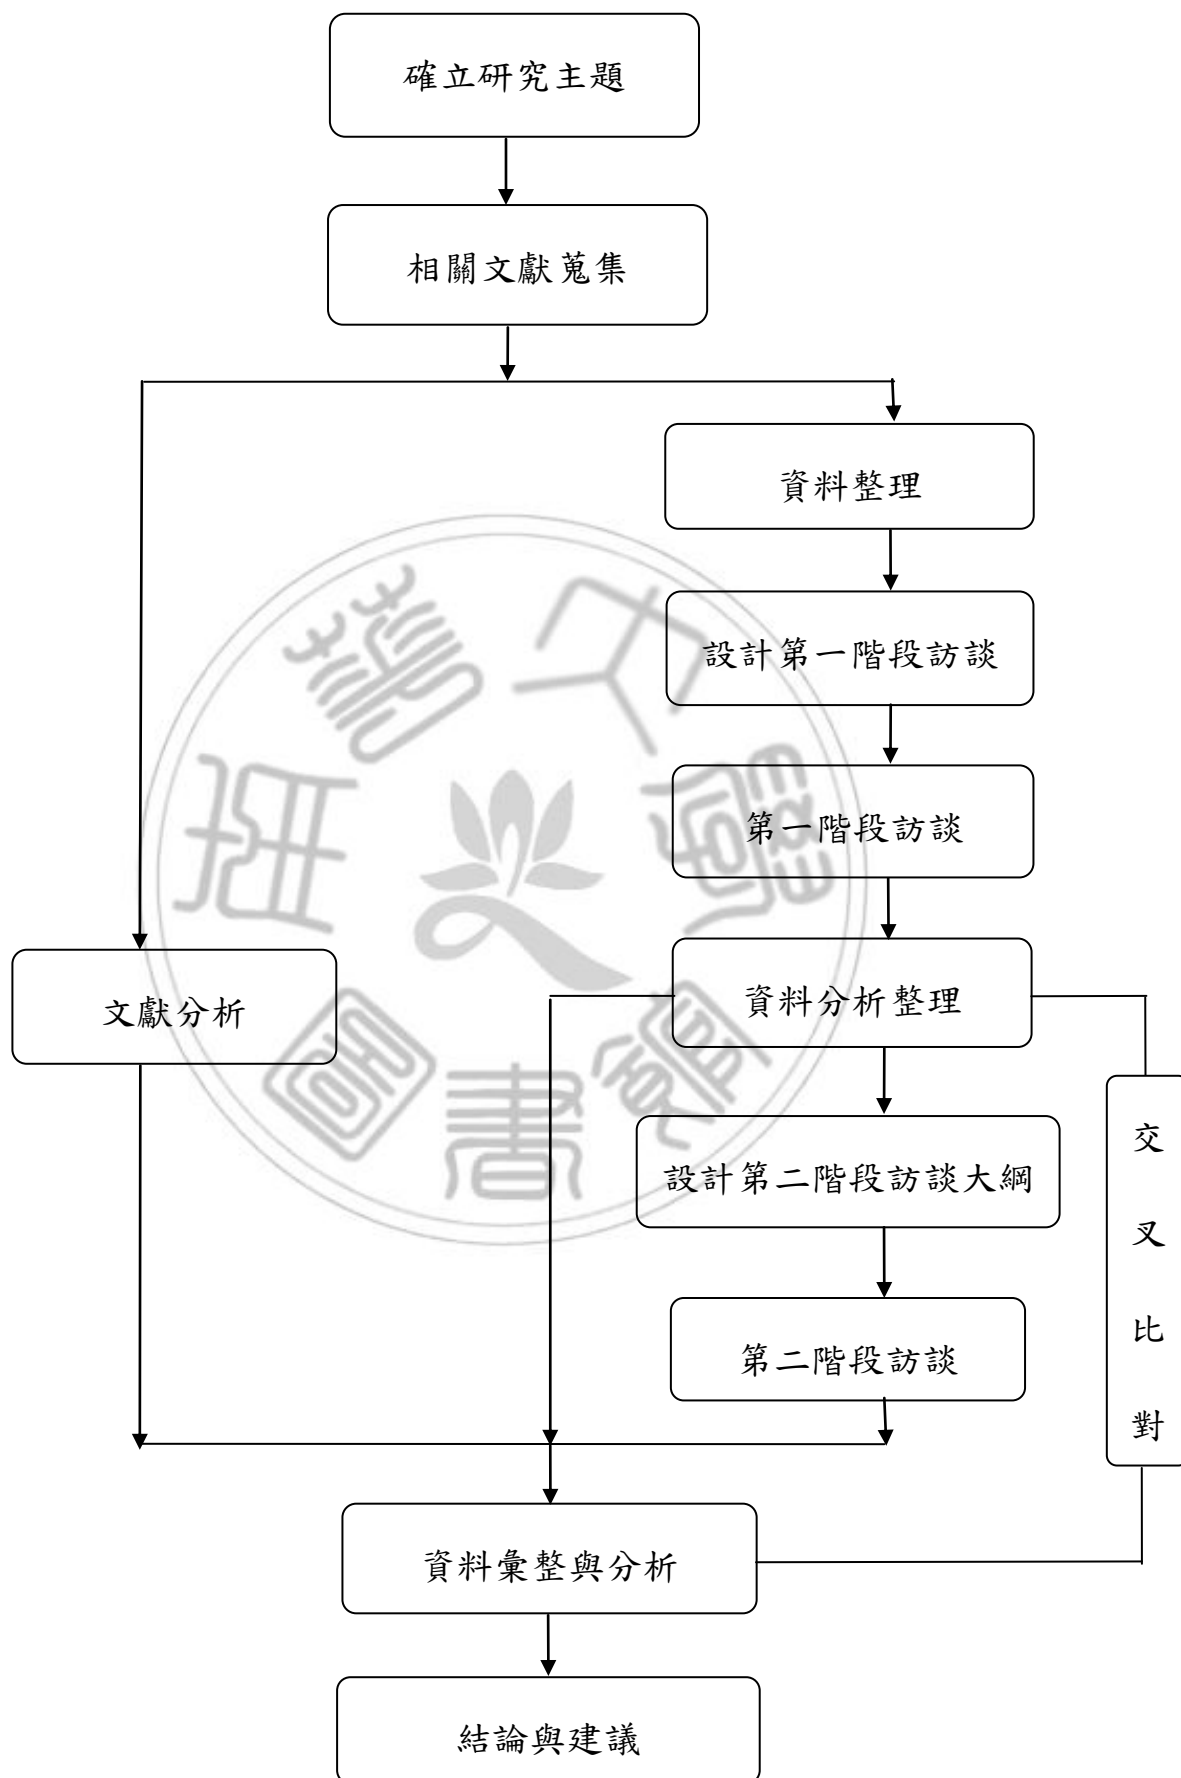 確立研究主題
相關文獻蒐集
資料整理
設計第一階段訪談
第一階段訪談
文獻分析
資料分析整理
交叉比對
設計第二階段訪談大綱
第二階段訪談
資料彙整與分析
結論與建議